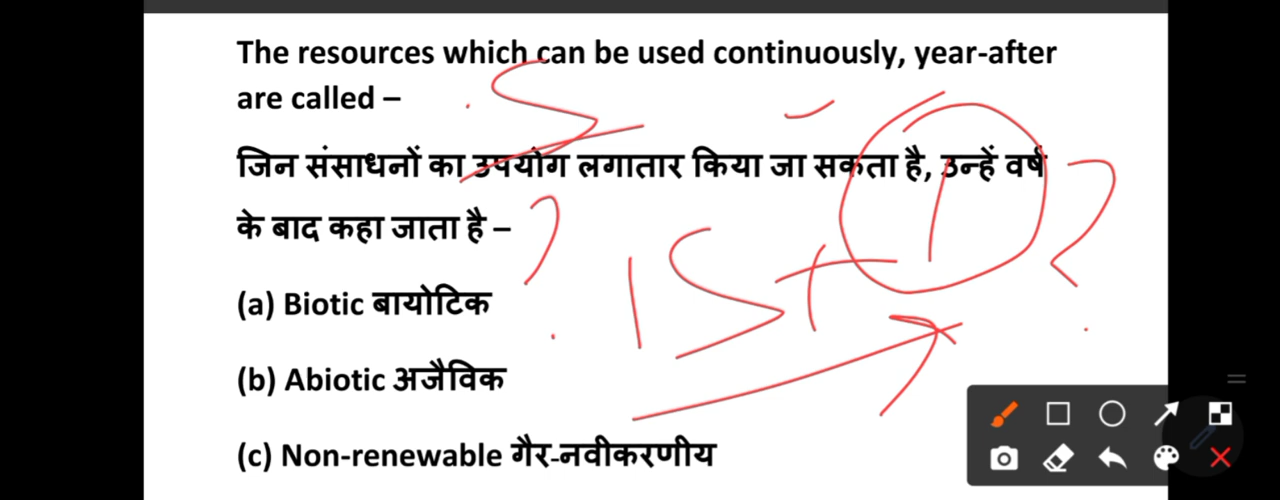 The resources which can be used continuously, year-after
are called –
जिन संसाधनों का उपयोग लगातार किया जा सकता है, उन्हें वर्ष
के बाद कहा जाता है –
(a) Biotic बायोटिक
(b) Abiotic अजैविक
(c) Non-renewable गैर-नवीकरणीय